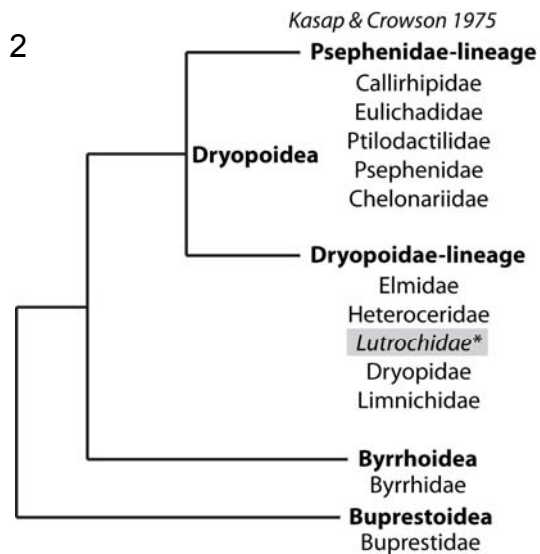 Kasap & Crowson 1975
2
Psephenidae-lineage
Callirhipidae
Eulichadidae
Ptilodactilidae
Psephenidae
Chelonariidae
Dryopoidea
Dryopoidae-lineage
Elmidae
Heteroceridae
Lutrochidae*
Dryopidae
Limnichidae
Byrrhoidea
Byrrhidae
Buprestoidea
Buprestidae